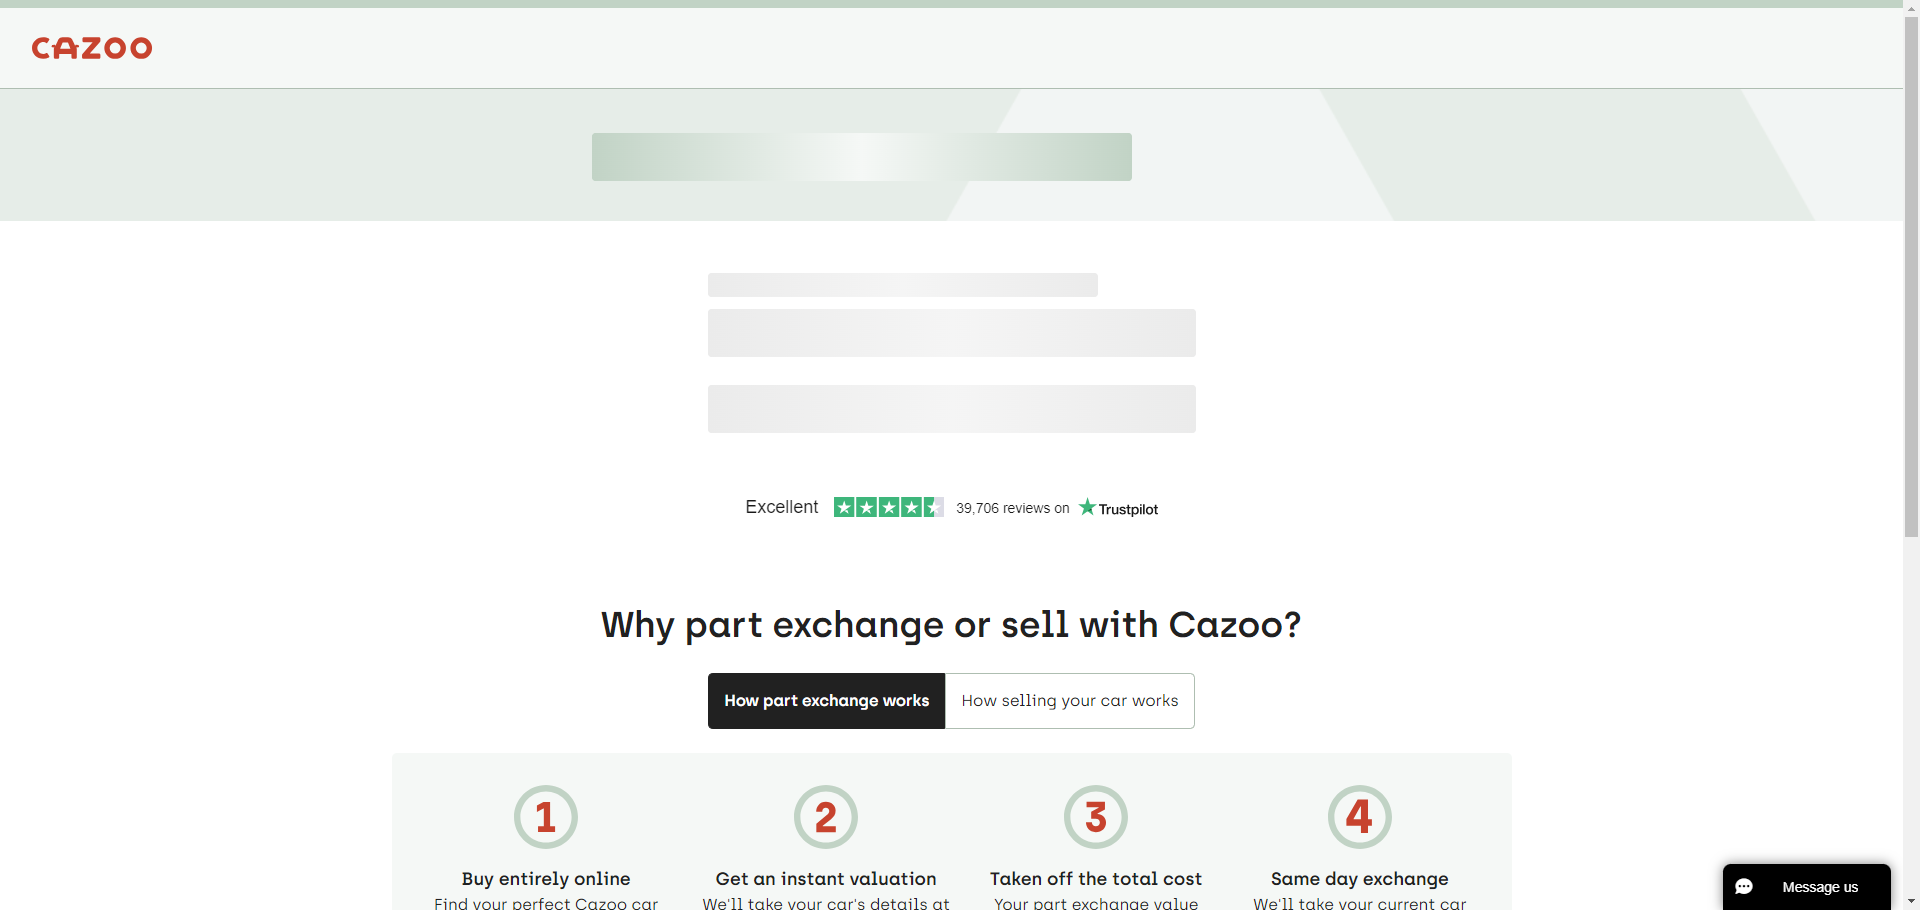 CAZOO
Excellent
39,706 reviews on Trustpilot
Why part exchange or sell with Cazoo?
How part exchange works
How selling your car works
1
2
3
4
Buy entirely online
Get an instant valuation
Taken off the total cost
Same day exchange
Find your perfect Cazoo car
We'll take your car's details at
Your part exchange value
We'll take your current car
Message us